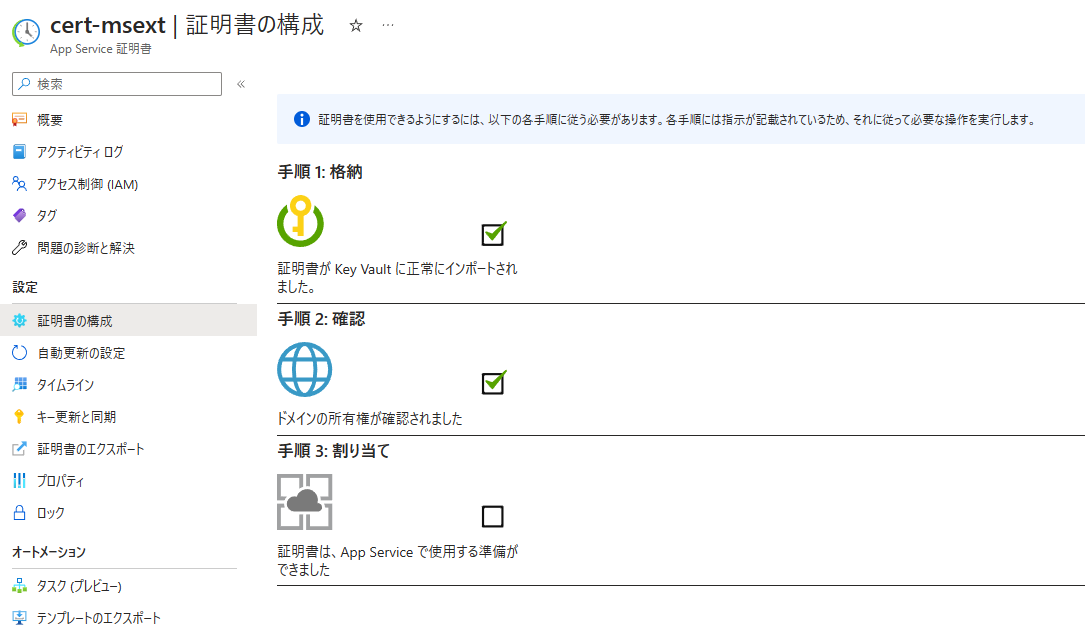 cert-msext | 証明書の構成
App Service 証明書
検索
概要
アクティビティ ログ
アクセス制御 (IAM)
タグ
問題の診断と解決
設定
証明書の構成
自動更新の設定
タイムライン
キー更新と同期
証明書のエクスポート
プロパティ
ロック
オートメーション
タスク (プレビュー)
テンプレートのエクスポート
証明書を使用できるようにするには、以下の各手順に従う必要があります。各手順には指示が記載されているため、それに従って必要な操作を実行します。
手順 1: 格納
証明書が Key Vault に正常にインポートされ
ました。
手順 2: 確認
ドメインの所有権が確認されました
手順 3: 割り当て
証明書は、App Service で使用する準備が
できました